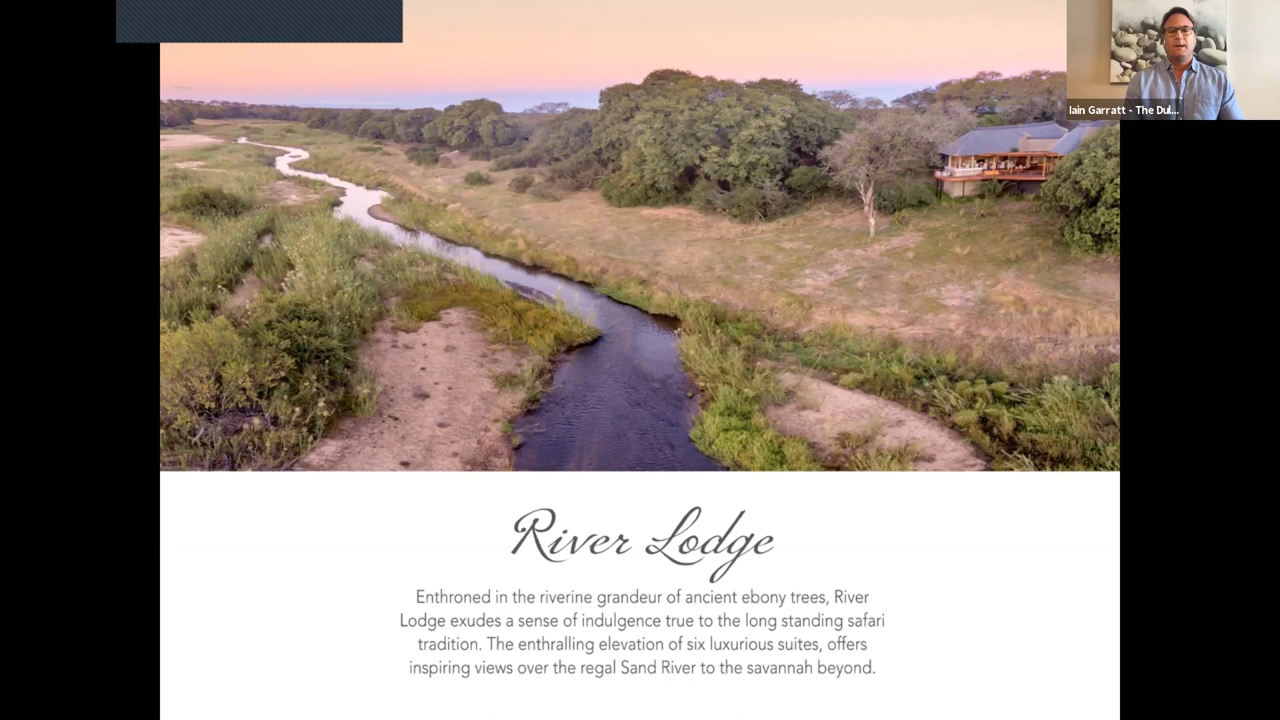 Iain Garratt - The Dul...
River Lodge
Enthroned in the riverine grandeur of ancient ebony trees, River
Lodge exudes a sense of indulgence true to the long standing safari
tradition. The enthralling elevation of six luxurious suites, offers
inspiring views over the regal Sand River to the savannah beyond.